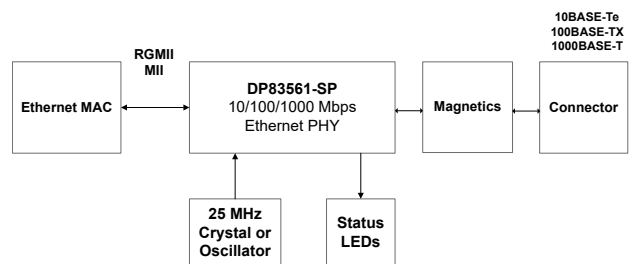 10BASE-Te
100BASE-TX
1000BASE-T
RGMII
MII
Ethernet MAC
DP83561-SP
10/100/1000 Mbps
Ethernet PHY
Magnetics
Connector
25 MHz
Crystal or
Oscillator
Status
LEDs